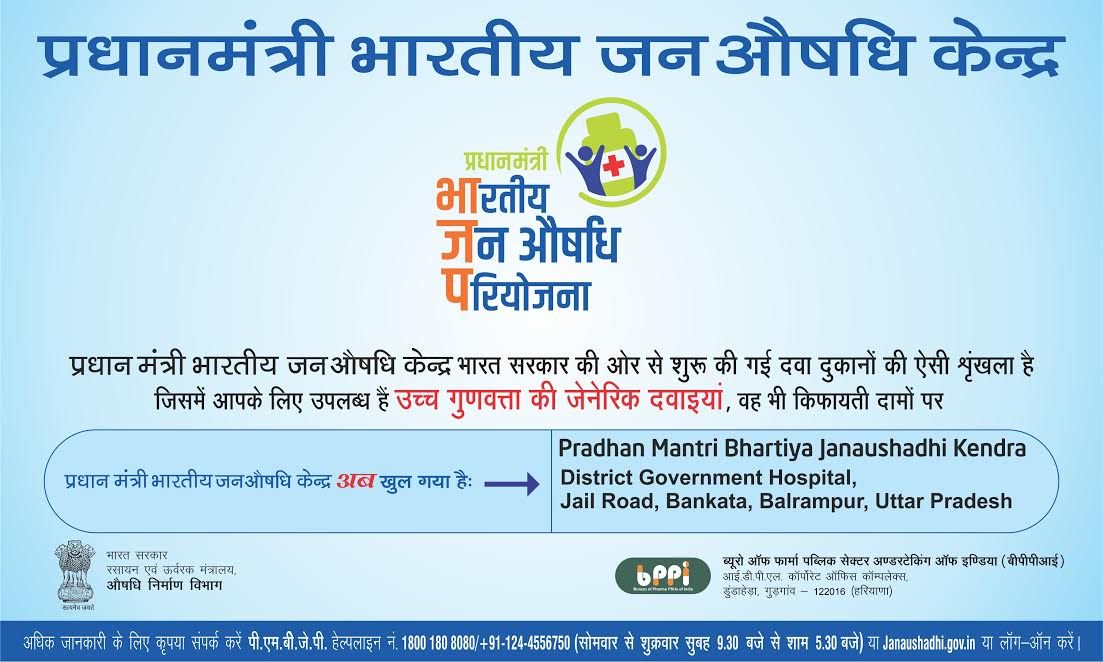 प्रधानमंत्री भारतीय जन औषधि केन्द्र
प्रधानमंत्री
भारतीय
जन औषधि
परियोजना
प्रधान मंत्री भारतीय जनऔषधि केन्द्र भारत सरकार की ओर से शुरू की गई दवा दुकानों की ऐसी शृंखला है
जिसमें आपके लिए उपलब्ध हैं उच्च गुणवत्ता की जेनेरिक दवाइयां, वह भी किफायती दामों पर
प्रधान मंत्री भारतीय जनऔषधि केन्द्र अब खुल गया है:
Pradhan Mantri Bhartiya Janaushadhi Kendra
District Government Hospital,
Jail Road, Bankata, Balrampur, Uttar Pradesh
भारत सरकार
रसायन एवं ऊर्वरक मंत्रालय,
औषधि निर्माण विभाग
सत्यमेव जयते
bppi
Bureau of Pharma PSUs of India
ब्यूरो ऑफ फार्मा पब्लिक सेक्टर अण्डरटेकिंग ऑफ इण्डिया (बीपीपीआई)
आई.डी.पी.एल. कॉर्पोरेट ऑफिस कॉम्पलेक्स,
डुंडाहेड़ा, गुड़गांव – 122016 (हरियाणा)
अधिक जानकारी के लिए कृपया संपर्क करें पी.एम.बी.जे.पी. हेल्पलाइन नं. 1800 180 8080/+91-124-4556750 (सोमवार से शुक्रवार सुबह 9.30 बजे से शाम 5.30 बजे) या Janaushadhi.gov.in या लॉग–ऑन करें।